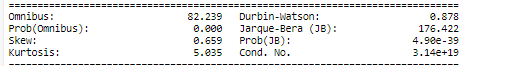 Omnibus: 82.239 Durbin-Watson: 0.878
Prob(Omnibus): 0.000 Jarque-Bera (JB): 176.422
Skew: 0.659 Prob(JB): 4.90e-39
Kurtosis: 5.035 Cond. No. 3.14e+19